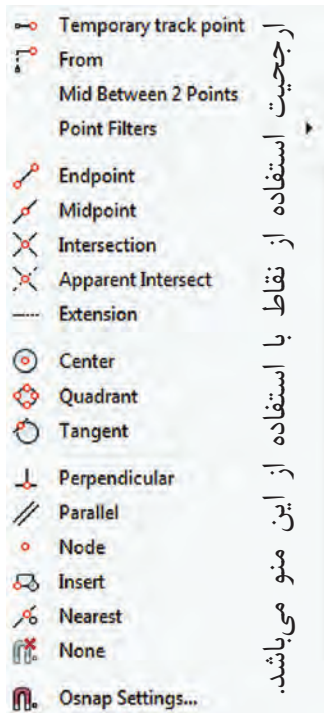 Temporary track point
From
Mid Between 2 Points
Point Filters
Endpoint
Midpoint
Intersection
Apparent Intersect
Extension
Center
Quadrant
Tangent
Perpendicular
Parallel
Node
Insert
Nearest
None
Osnap Settings...
ارجحیت استفاده از نقاط با استفاده از این منو می‌باشد.